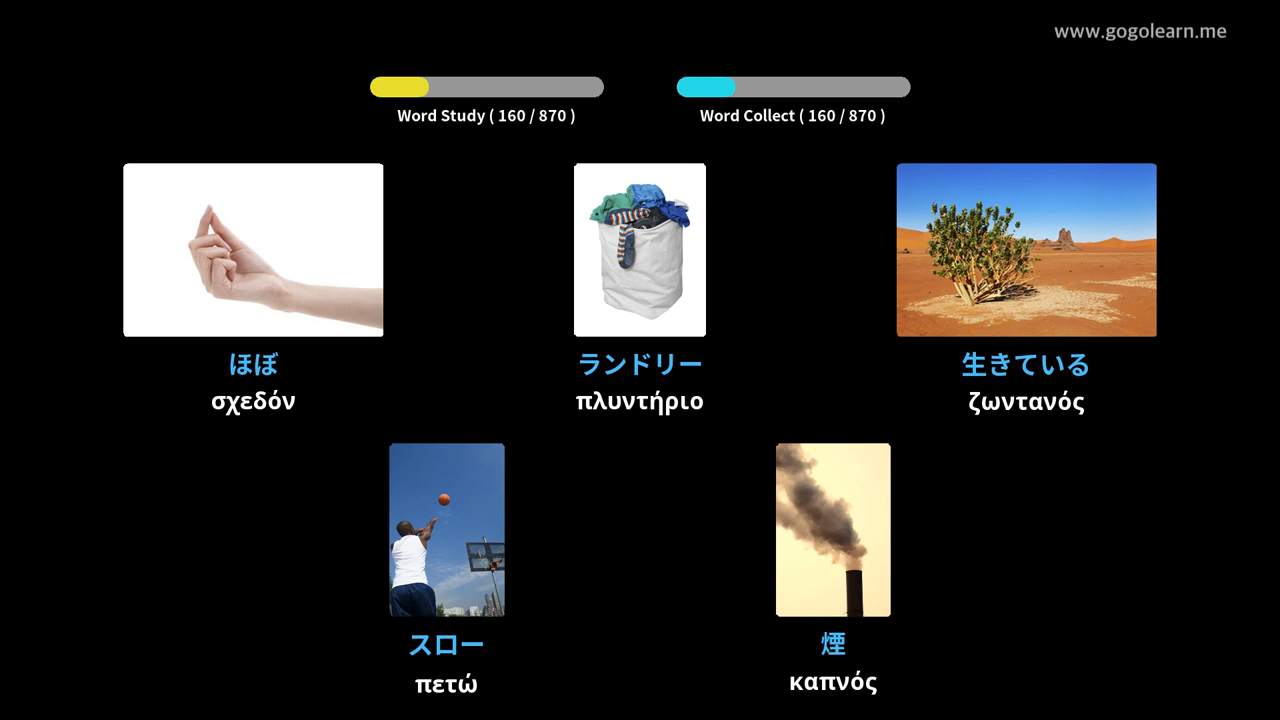 www.gogolearn.me
Word Study ( 160 / 870 )
Word Collect ( 160 / 870 )
ほぼ
σχεδόν
ランドリー
πλυντήριο
生きている
ζωντανός
スロー
πετώ
煙
καπνός